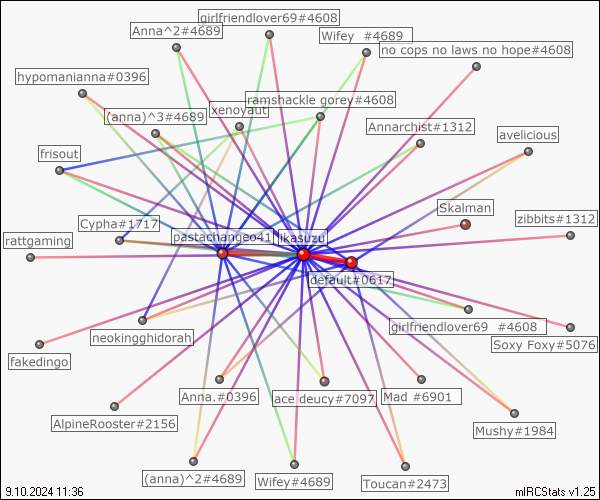 girlfriendlover69#4608
Anna^2#4689
Wifey #4689
no cops no laws no hope#4608
hypomanianna#0396
ramshackle gorey#4608
(anna)^3#4689
xenoyaut
Annarchist#1312
avelicious
frisout
Skalman
zibbits#1312
Cypha#1717
rattgaming
pastachangeo41
ikasuzu
default#0617
girlfriendlover69 #4608
neokingghidorah
Soxy Foxy#5076
fakedingo
Anna.#0396
ace deucy#7097
Mad #6901
AlpineRooster#2156
Mushy#1984
(anna)^2#4689
Wifey#4689
Toucan#2473
9.10.2024 11:36
mIRCStats v1.25